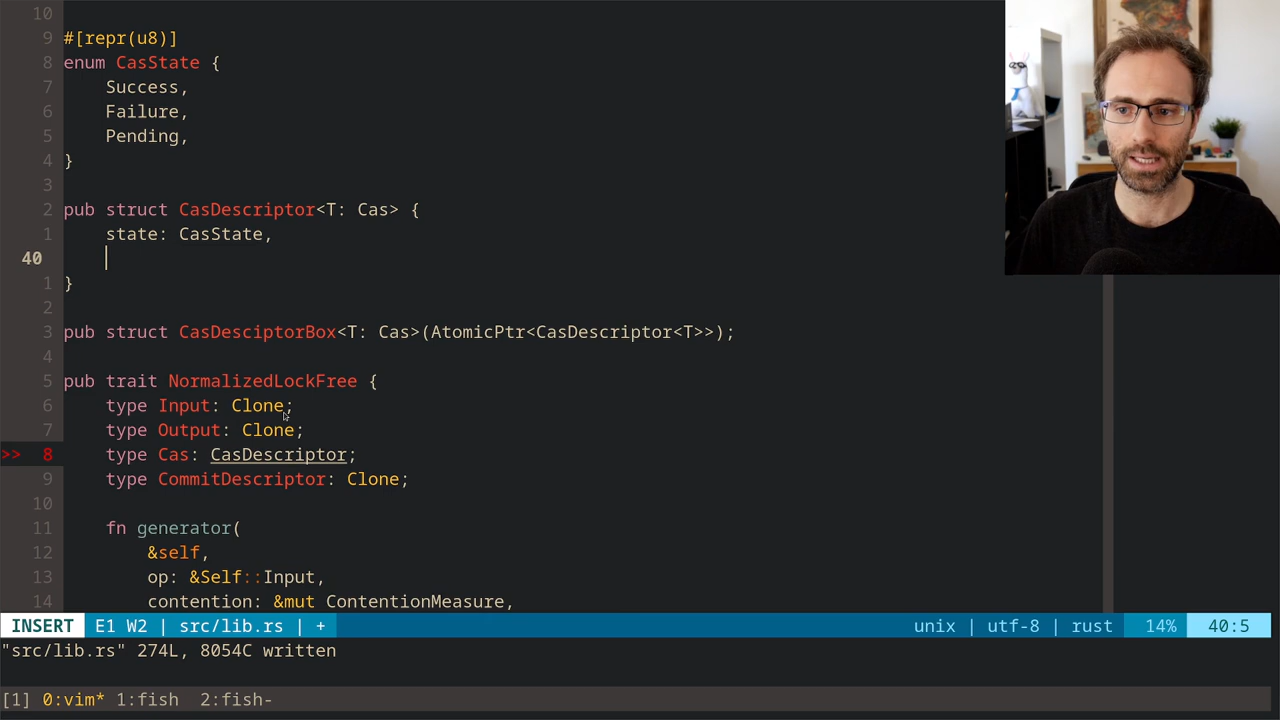 10
9 #[repr(u8)]
8 enum CasState {
7     Success,
6     Failure,
5     Pending,
4 }
3
2 pub struct CasDescriptor<T: Cas> {
1     state: CasState,
40
1 }
2
3 pub struct CasDesciptorBox<T: Cas>(AtomicPtr<CasDescriptor<T>>);
4
5 pub trait NormalizedLockFree {
6     type Input: Clone;
7     type Output: Clone;
>> 8     type Cas: CasDescriptor;
9     type CommitDescriptor: Clone;
10
11     fn generator(
12         &self,
13         op: &Self::Input,
14         contention: &mut ContentionMeasure,
INSERT E1 W2 | src/lib.rs | + unix | utf-8 | rust 14% 40:5
"src/lib.rs" 274L, 8054C written
[1] 0:vim* 1:fish 2:fish-